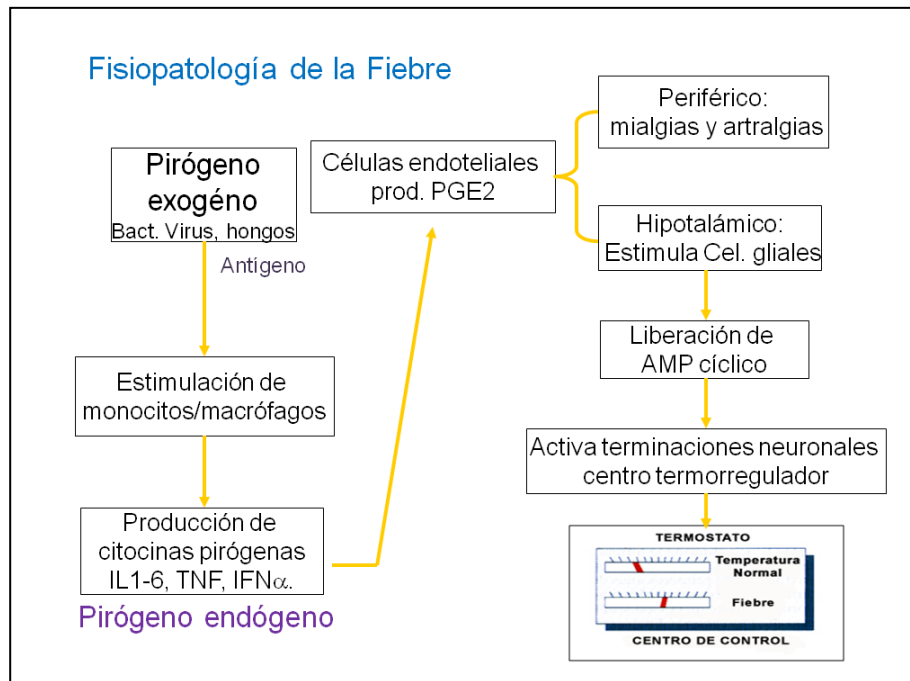 Fisiopatología de la Fiebre
Pirógeno
exogéno
Bact. Virus, hongos
Antígeno
Estimulación de
monocitos/macrófagos
Producción de
citocinas pirógenas
IL1-6, TNF, IFNα.
Pirógeno endógeno
Células endoteliales
prod. PGE2
Periférico:
mialgias y artralgias
Hipotalámico:
Estimula Cel. gliales
Liberación de
AMP cíclico
Activa terminaciones neuronales
centro termorregulador
TERMOSTATO
Temperatura
Normal
Fiebre
CENTRO DE CONTROL